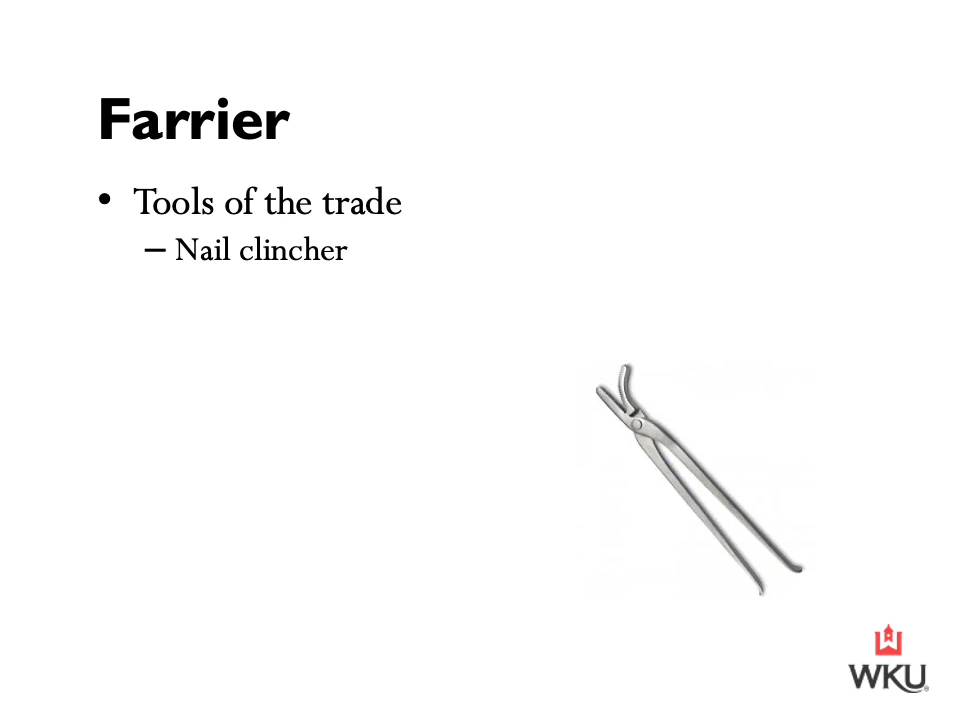 Farrier
• Tools of the trade
– Nail clincher
WKU®